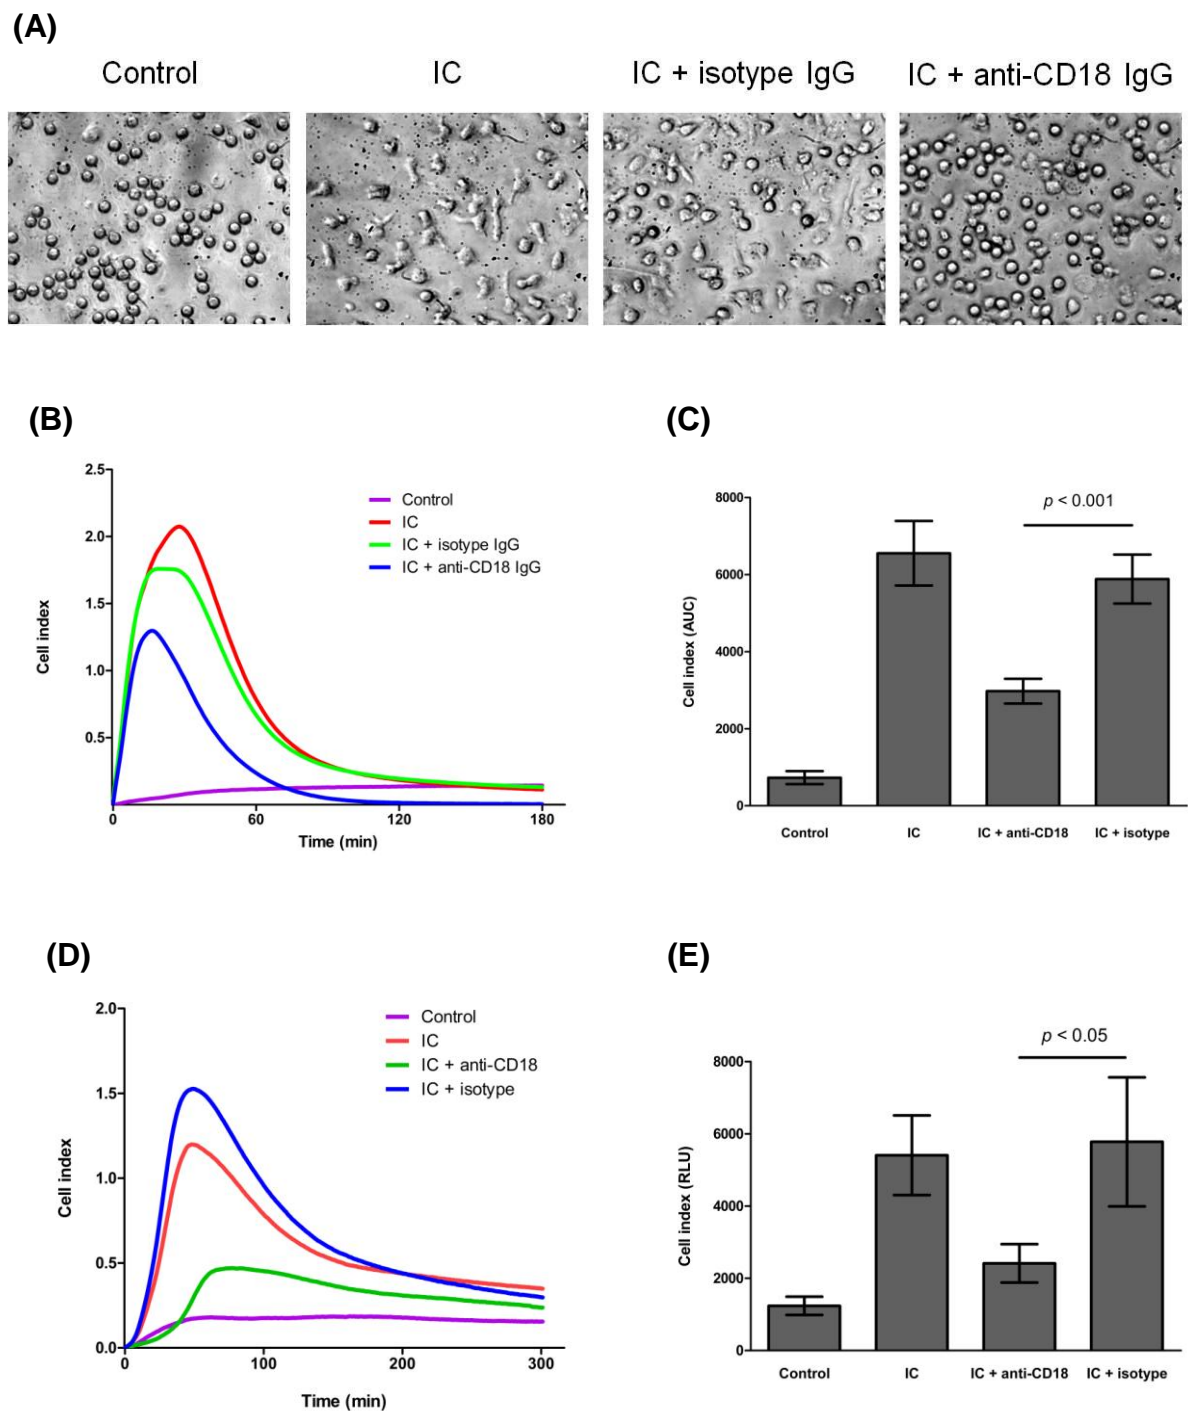 (A)
Control IC IC + isotype IgG IC + anti-CD18 IgG
(B)
2.5
2.0
1.5
1.0
0.5
Cell index
Control
IC
IC + isotype IgG
IC + anti-CD18 IgG
0 60 120 180
Time (min)
(C)
8000
6000
4000
2000
0
Cell index (AUC)
p < 0.001
Control IC IC + anti-CD18 IC + isotype
(D)
2.0
1.5
1.0
0.5
0.0
Cell index
Control
IC
IC + anti-CD18
IC + isotype
0 100 200 300
Time (min)
(E)
8000
6000
4000
2000
0
Cell index (RLU)
p < 0.05
Control IC IC + anti-CD18 IC + isotype